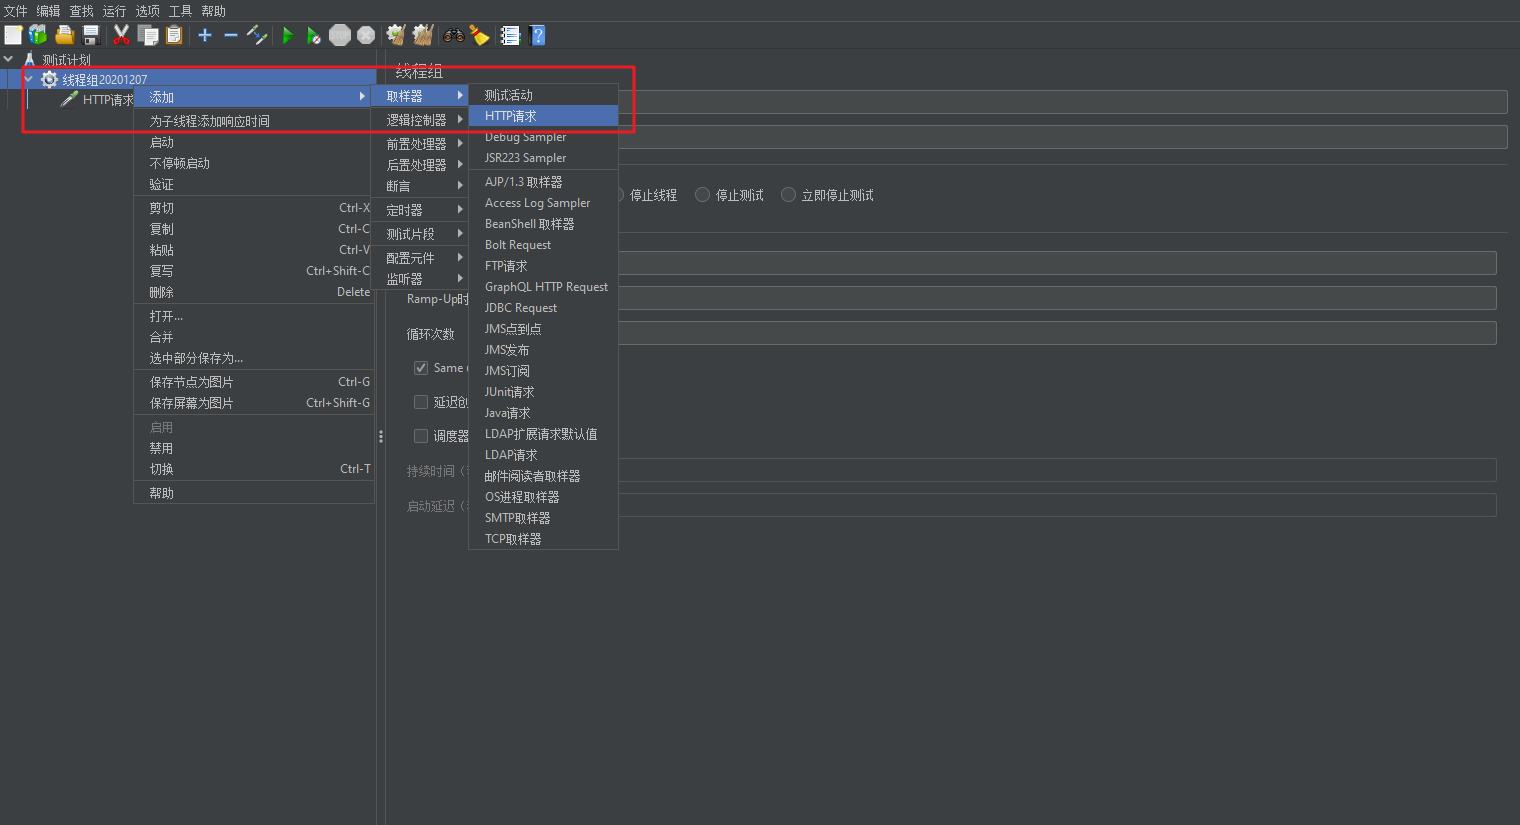 文件 编辑 查找 运行 选项 工具 帮助
测试计划
线程组20201207
HTTP请求
线程组
添加
为子线程添加响应时间
启动
不停顿启动
验证
剪切 Ctrl-X
复制 Ctrl-C
粘贴 Ctrl-V
复写 Ctrl+Shift-C
删除 Delete
打开...
合并
选中部分保存为...
保存节点为图片 Ctrl-G
保存屏幕为图片 Ctrl+Shift-G
启用
禁用
切换 Ctrl-T
帮助
取样器
逻辑控制器
前置处理器
后置处理器
断言
定时器
测试片段
配置元件
监听器
测试活动
HTTP请求
Debug Sampler
JSR223 Sampler
AJP/1.3 取样器
Access Log Sampler
BeanShell 取样器
Bolt Request
FTP请求
GraphQL HTTP Request
JDBC Request
JMS点到点
JMS发布
JMS订阅
JUnit请求
Java请求
LDAP扩展请求默认值
LDAP请求
邮件阅读者取样器
OS进程取样器
SMTP取样器
TCP取样器
停止线程 停止测试 立即停止测试
Ramp-Up时
循环次数
Same
延迟创
调度器
持续时间（
启动延迟（